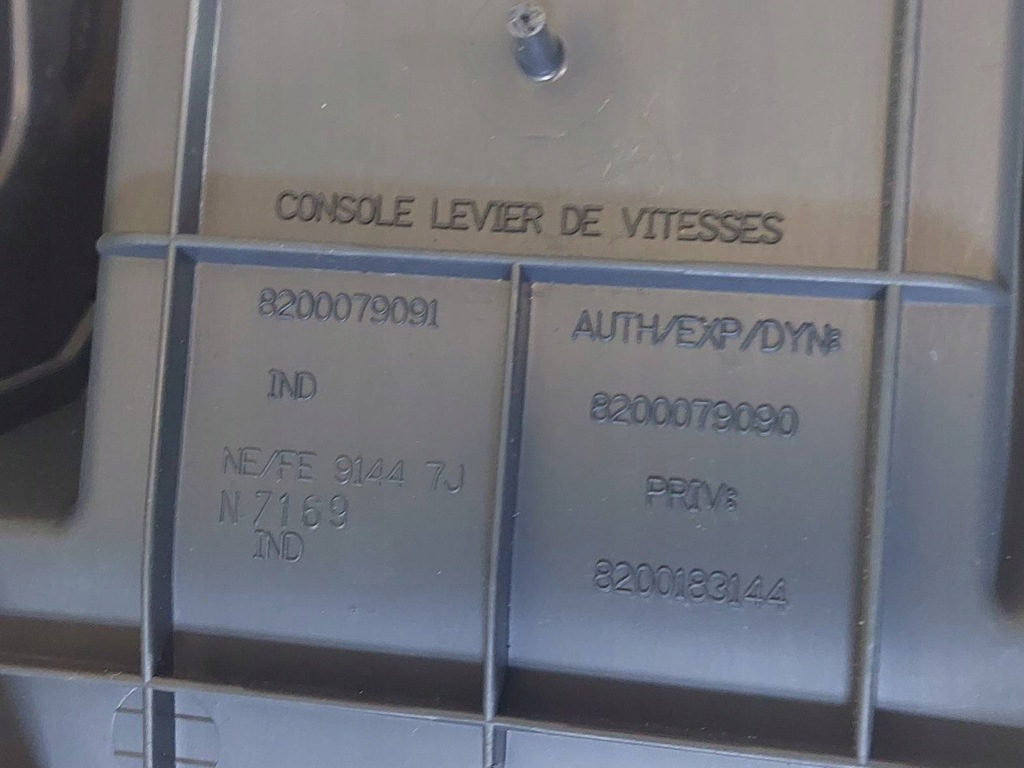 CONSOLE LEVIER DE VITESSES
8200079091
IND
NE/FE 9144 7J
N 7169
IND
AUTH/EXP/DYN:
8200079090
PRIV:
8200183144